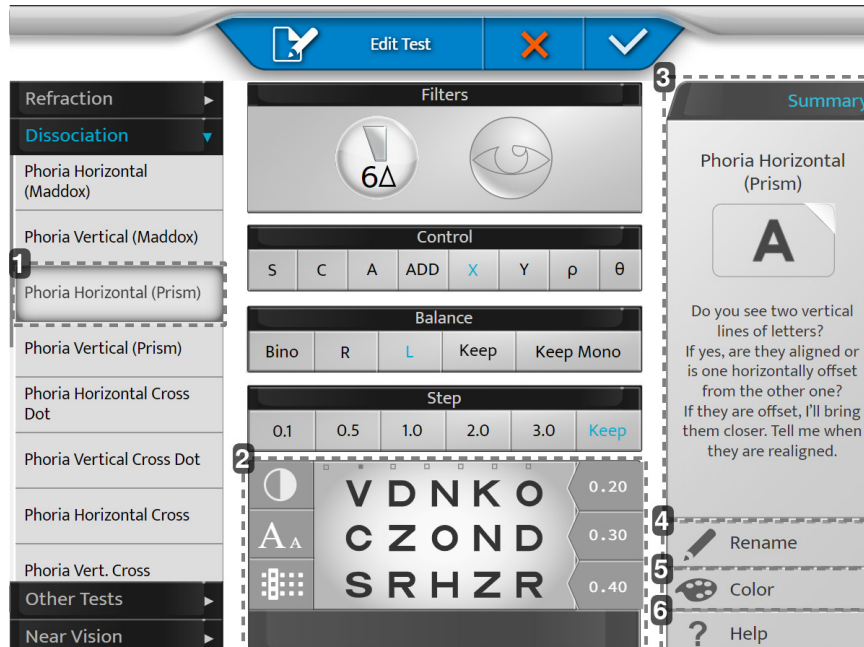 Edit Test
Refraction
Dissociation
Phoria Horizontal
(Maddox)
Phoria Vertical (Maddox)
1
Phoria Horizontal (Prism)
Phoria Vertical (Prism)
Phoria Horizontal Cross
Dot
Phoria Vertical Cross Dot
Phoria Horizontal Cross
Phoria Vert. Cross
Other Tests
Near Vision
Filters
6Δ
Control
S C A ADD X Y ρ θ
Balance
Bino R L Keep Keep Mono
Step
0.1 0.5 1.0 2.0 3.0 Keep
2
A A
V D N K O 0.20
C Z O N D 0.30
S R H Z R 0.40
3
Summary
Phoria Horizontal
(Prism)
A
Do you see two vertical
lines of letters?
If yes, are they aligned or
is one horizontally offset
from the other one?
If they are offset, I'll bring
them closer. Tell me when
they are realigned.
4
Rename
5
Color
6
? Help